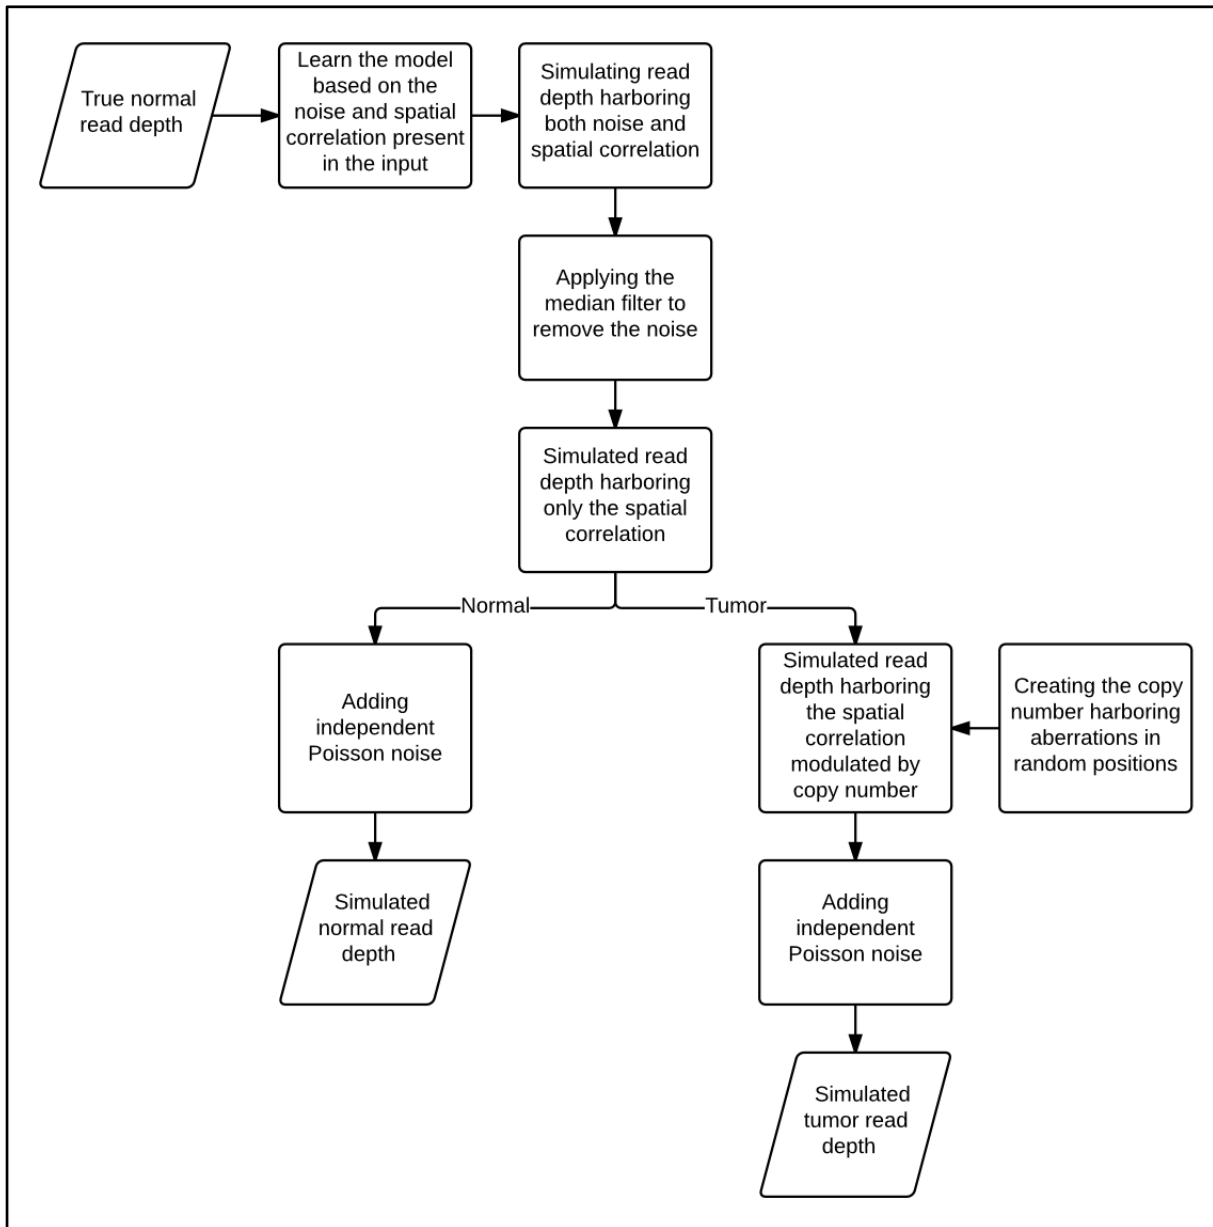 True normal
read depth
Learn the model
based on the
noise and spatial
correlation present
in the input
Simulating read
depth harboring
both noise and
spatial correlation
Applying the
median filter to
remove the noise
Simulated read
depth harboring
only the spatial
correlation
Normal
Tumor
Adding
independent
Poisson noise
Simulated read
depth harboring
the spatial
correlation
modulated by
copy number
Creating the copy
number harboring
aberrations in
random positions
Simulated
normal read
depth
Adding
independent
Poisson noise
Simulated
tumor read
depth